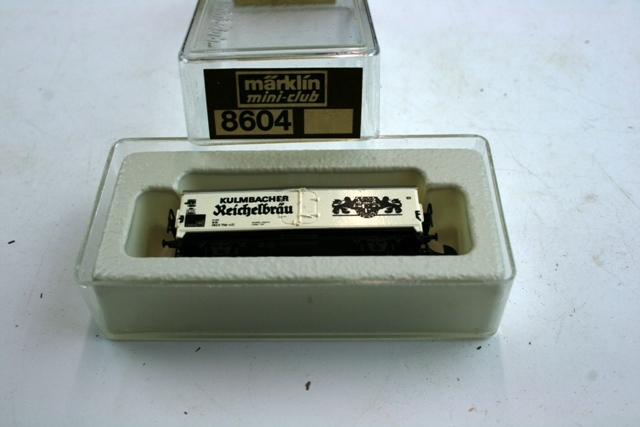 märklin
mini-club
8604
KULMBACHER
Reichelbräu